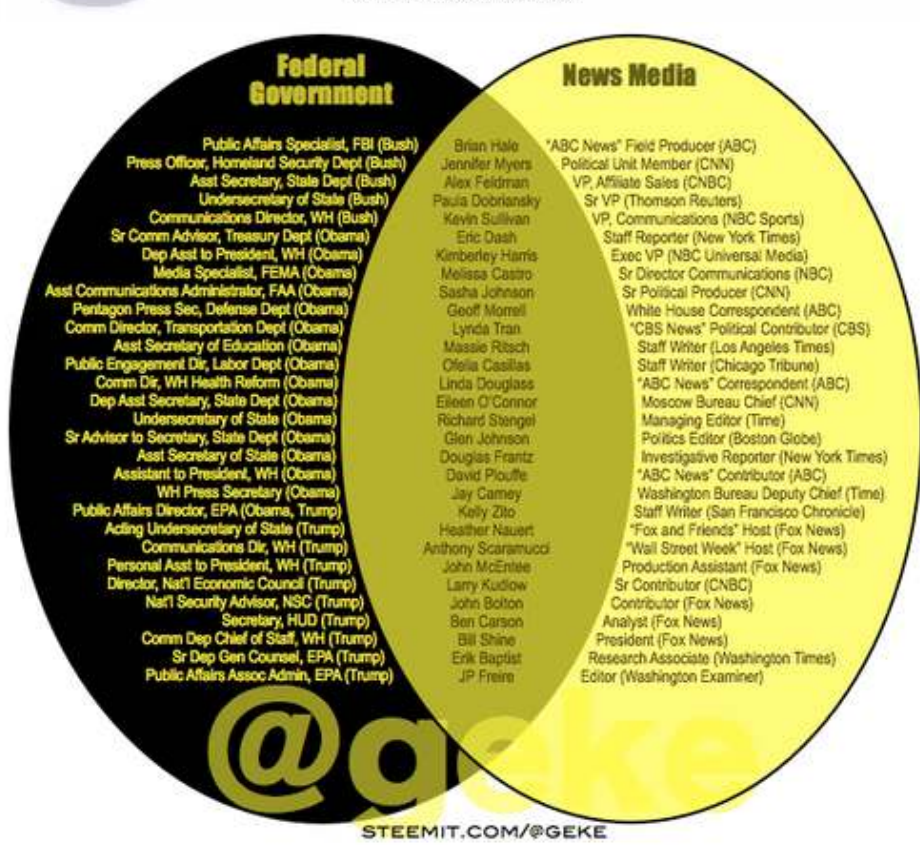 Federal
Government
News Media
Public Affairs Specialist, FBI (Bush) Brian Hale "ABC News" Field Producer (ABC)
Press Officer, Homeland Security Dept (Bush) Jennifer Myers Political Unit Member (CNN)
Asst Secretary, State Dept (Bush) Alex Feldman VP, Affiliate Sales (CNBC)
Undersecretary of State (Bush) Paula Dobriansky Sr VP (Thomson Reuters)
Communications Director, WH (Bush) Kevin Sullivan VP, Communications (NBC Sports)
Sr Comm Advisor, Treasury Dept (Obama) Eric Dash Staff Reporter (New York Times)
Dep Asst to President, WH (Obama) Kimberley Harris Exec VP (NBC Universal Media)
Media Specialist, FEMA (Obama) Melissa Castro Sr Director Communications (NBC)
Asst Communications Administrator, FAA (Obama) Sasha Johnson Sr Political Producer (CNN)
Pentagon Press Sec, Defense Dept (Obama) Geoff Morrell White House Correspondent (ABC)
Comm Director, Transportation Dept (Obama) Lynda Tran "CBS News" Political Contributor (CBS)
Asst Secretary of Education (Obama) Massie Ritsch Staff Writer (Los Angeles Times)
Public Engagement Dir, Labor Dept (Obama) Ofelia Casillas Staff Writer (Chicago Tribune)
Comm Dir, WH Health Reform (Obama) Linda Douglass "ABC News" Correspondent (ABC)
Dep Asst Secretary, State Dept (Obama) Eileen O'Connor Moscow Bureau Chief (CNN)
Undersecretary of State (Obama) Richard Stengel Managing Editor (Time)
Sr Advisor to Secretary, State Dept (Obama) Glen Johnson Politics Editor (Boston Globe)
Asst Secretary of State (Obama) Douglas Frantz Investigative Reporter (New York Times)
Assistant to President, WH (Obama) David Plouffe "ABC News" Contributor (ABC)
WH Press Secretary (Obama) Jay Carney Washington Bureau Deputy Chief (Time)
Public Affairs Director, EPA (Obama, Trump) Kelly Zito Staff Writer (San Francisco Chronicle)
Acting Undersecretary of State (Trump) Heather Nauert "Fox and Friends" Host (Fox News)
Communications Dir, WH (Trump) Anthony Scaramucci "Wall Street Week" Host (Fox News)
Personal Asst to President, WH (Trump) John McEntee Production Assistant (Fox News)
Director, Nat'l Economic Council (Trump) Larry Kudlow Sr Contributor (CNBC)
Nat'l Security Advisor, NSC (Trump) John Bolton Contributor (Fox News)
Secretary, HUD (Trump) Ben Carson Analyst (Fox News)
Comm Dep Chief of Staff, WH (Trump) Bill Shine President (Fox News)
Sr Dep Gen Counsel, EPA (Trump) Erik Baptist Research Associate (Washington Times)
Public Affairs Assoc Admin, EPA (Trump) JP Freire Editor (Washington Examiner)
@geke
STEEMIT.COM/@GEKE